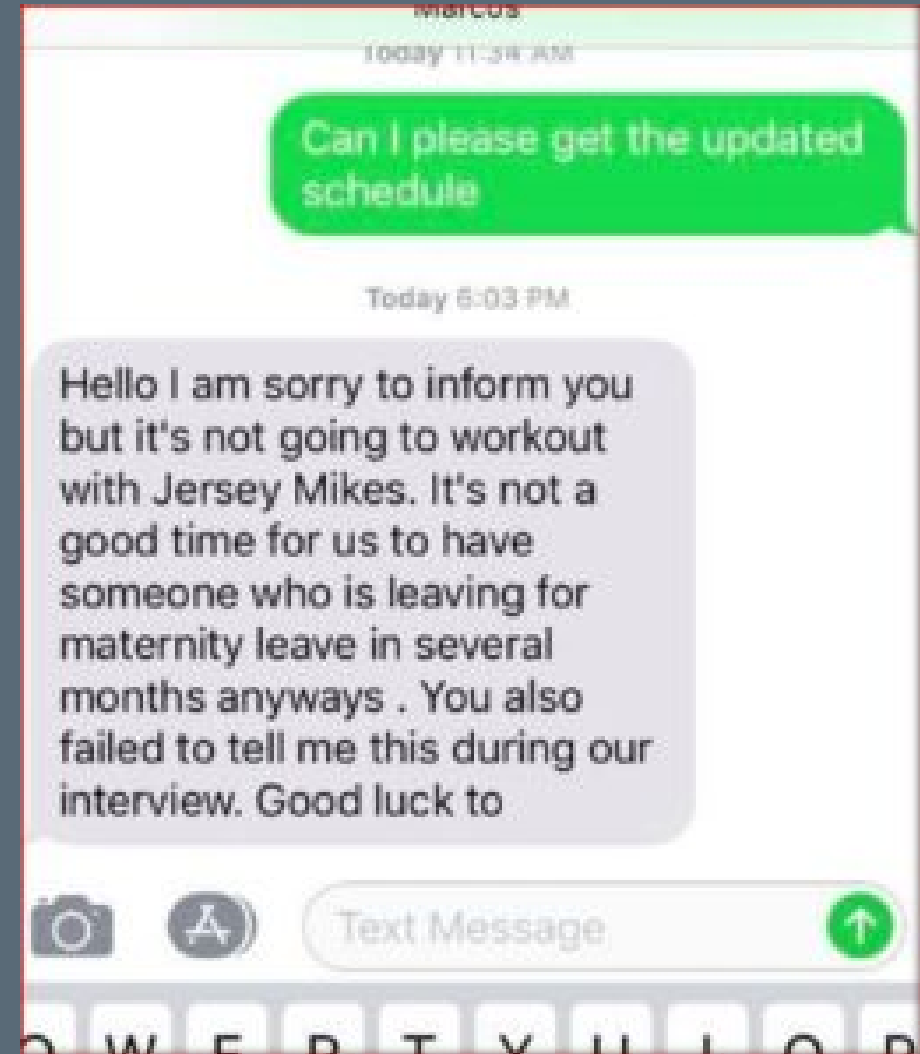 Marcus
Today 11:34 AM
Can I please get the updated
schedule
Today 6:03 PM
Hello I am sorry to inform you
but it's not going to workout
with Jersey Mikes. It's not a
good time for us to have
someone who is leaving for
maternity leave in several
months anyways . You also
failed to tell me this during our
interview. Good luck to
Text Message
Q W E R T Y U I O P